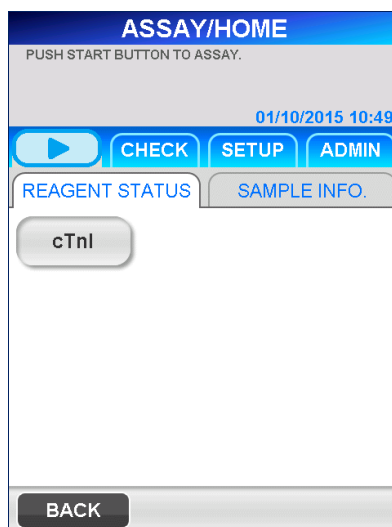 ASSAY/HOME
PUSH START BUTTON TO ASSAY.
01/10/2015 10:49
CHECK SETUP ADMIN
REAGENT STATUS SAMPLE INFO.
cTnI
BACK